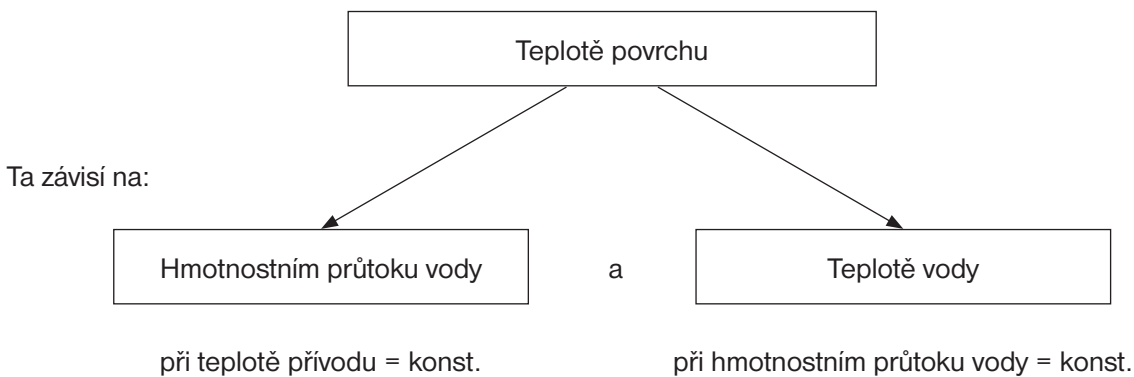 Teplotě povrchu
Ta závisí na:
Hmotnostním průtoku vody a Teplotě vody
při teplotě přívodu = konst. při hmotnostním průtoku vody = konst.